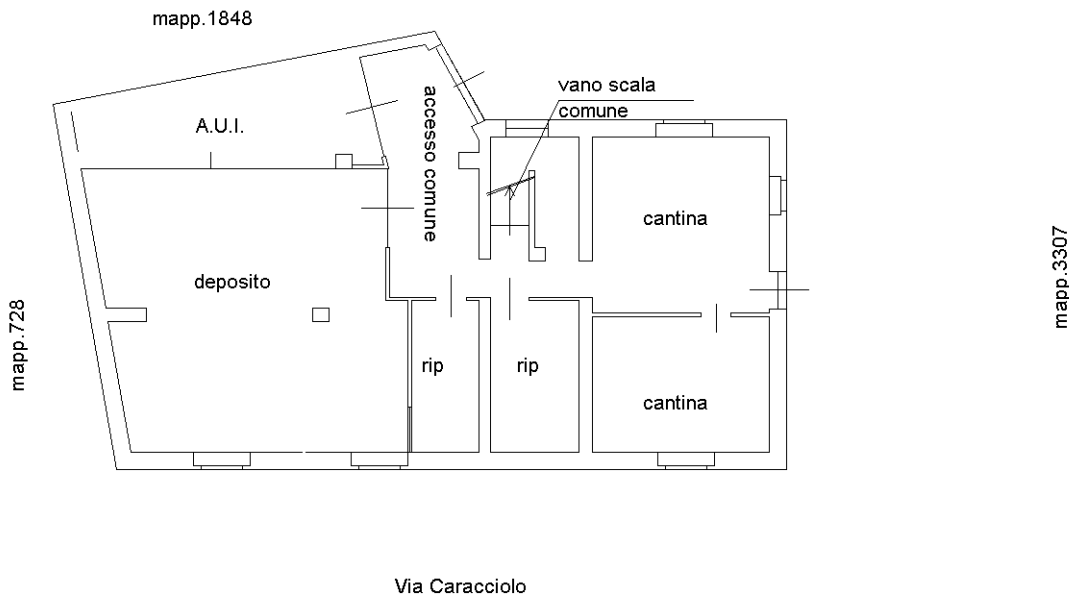 mapp.1848
vano scala
comune
A.U.I.
accesso comune
cantina
deposito
mapp.3307
mapp.728
rip
rip
cantina
Via Caracciolo